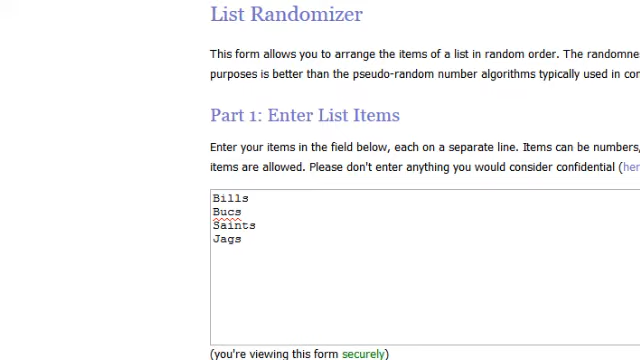 List Randomizer
This form allows you to arrange the items of a list in random order. The
purposes is better than the pseudo-random number algorithms typically used in
Part 1: Enter List Items
Enter your items in the field below, each on a separate line. Items can be numbers,
items are allowed. Please don't enter anything you would consider confidential (
Bills
Bucs
Saints
Jags
(you're viewing this form securely)